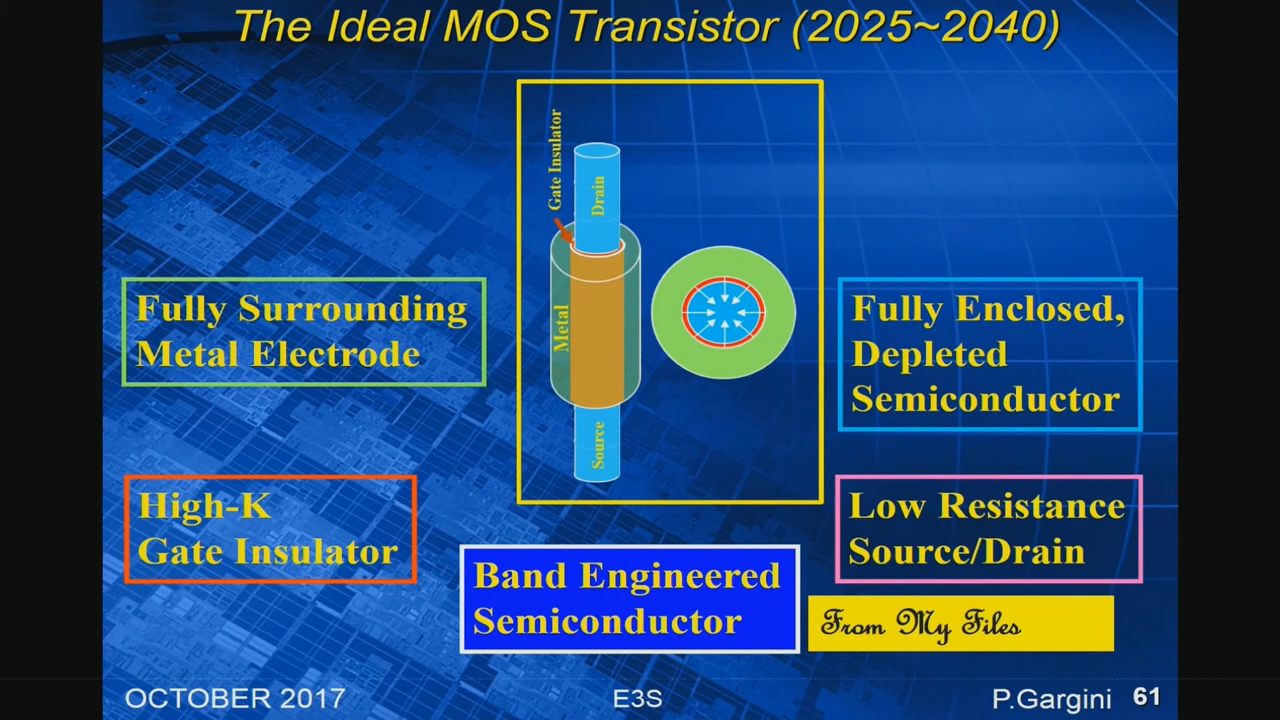 The Ideal MOS Transistor (2025~2040)
Gate Insulator
Drain
Metal
Source
Fully Surrounding
Metal Electrode
Fully Enclosed,
Depleted
Semiconductor
High-K
Gate Insulator
Low Resistance
Source/Drain
Band Engineered
Semiconductor
From My Files
OCTOBER 2017
E3S
P.Gargini 61